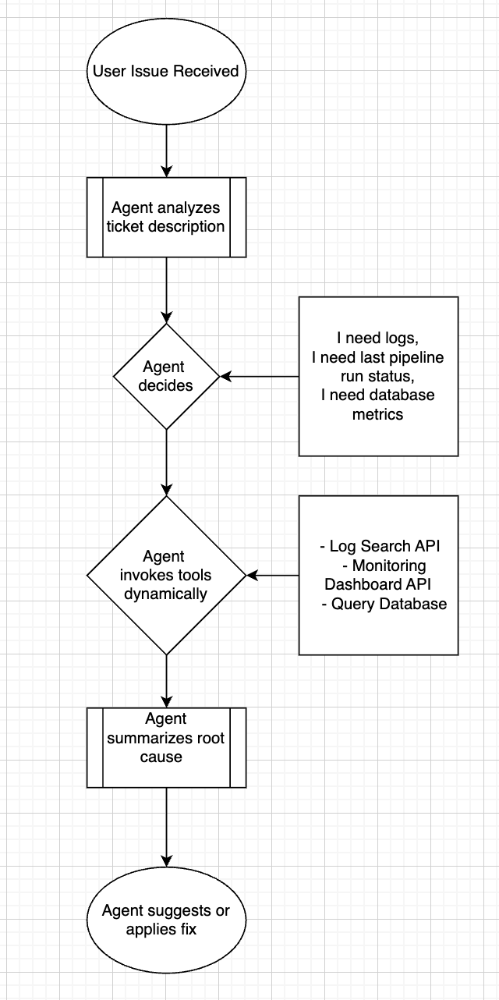 User Issue Received
Agent analyzes
ticket description
Agent
decides
I need logs,
I need last pipeline
run status,
I need database
metrics
Agent
invokes tools
dynamically
- Log Search API
- Monitoring
Dashboard API
- Query Database
Agent
summarizes root
cause
Agent suggests or
applies fix